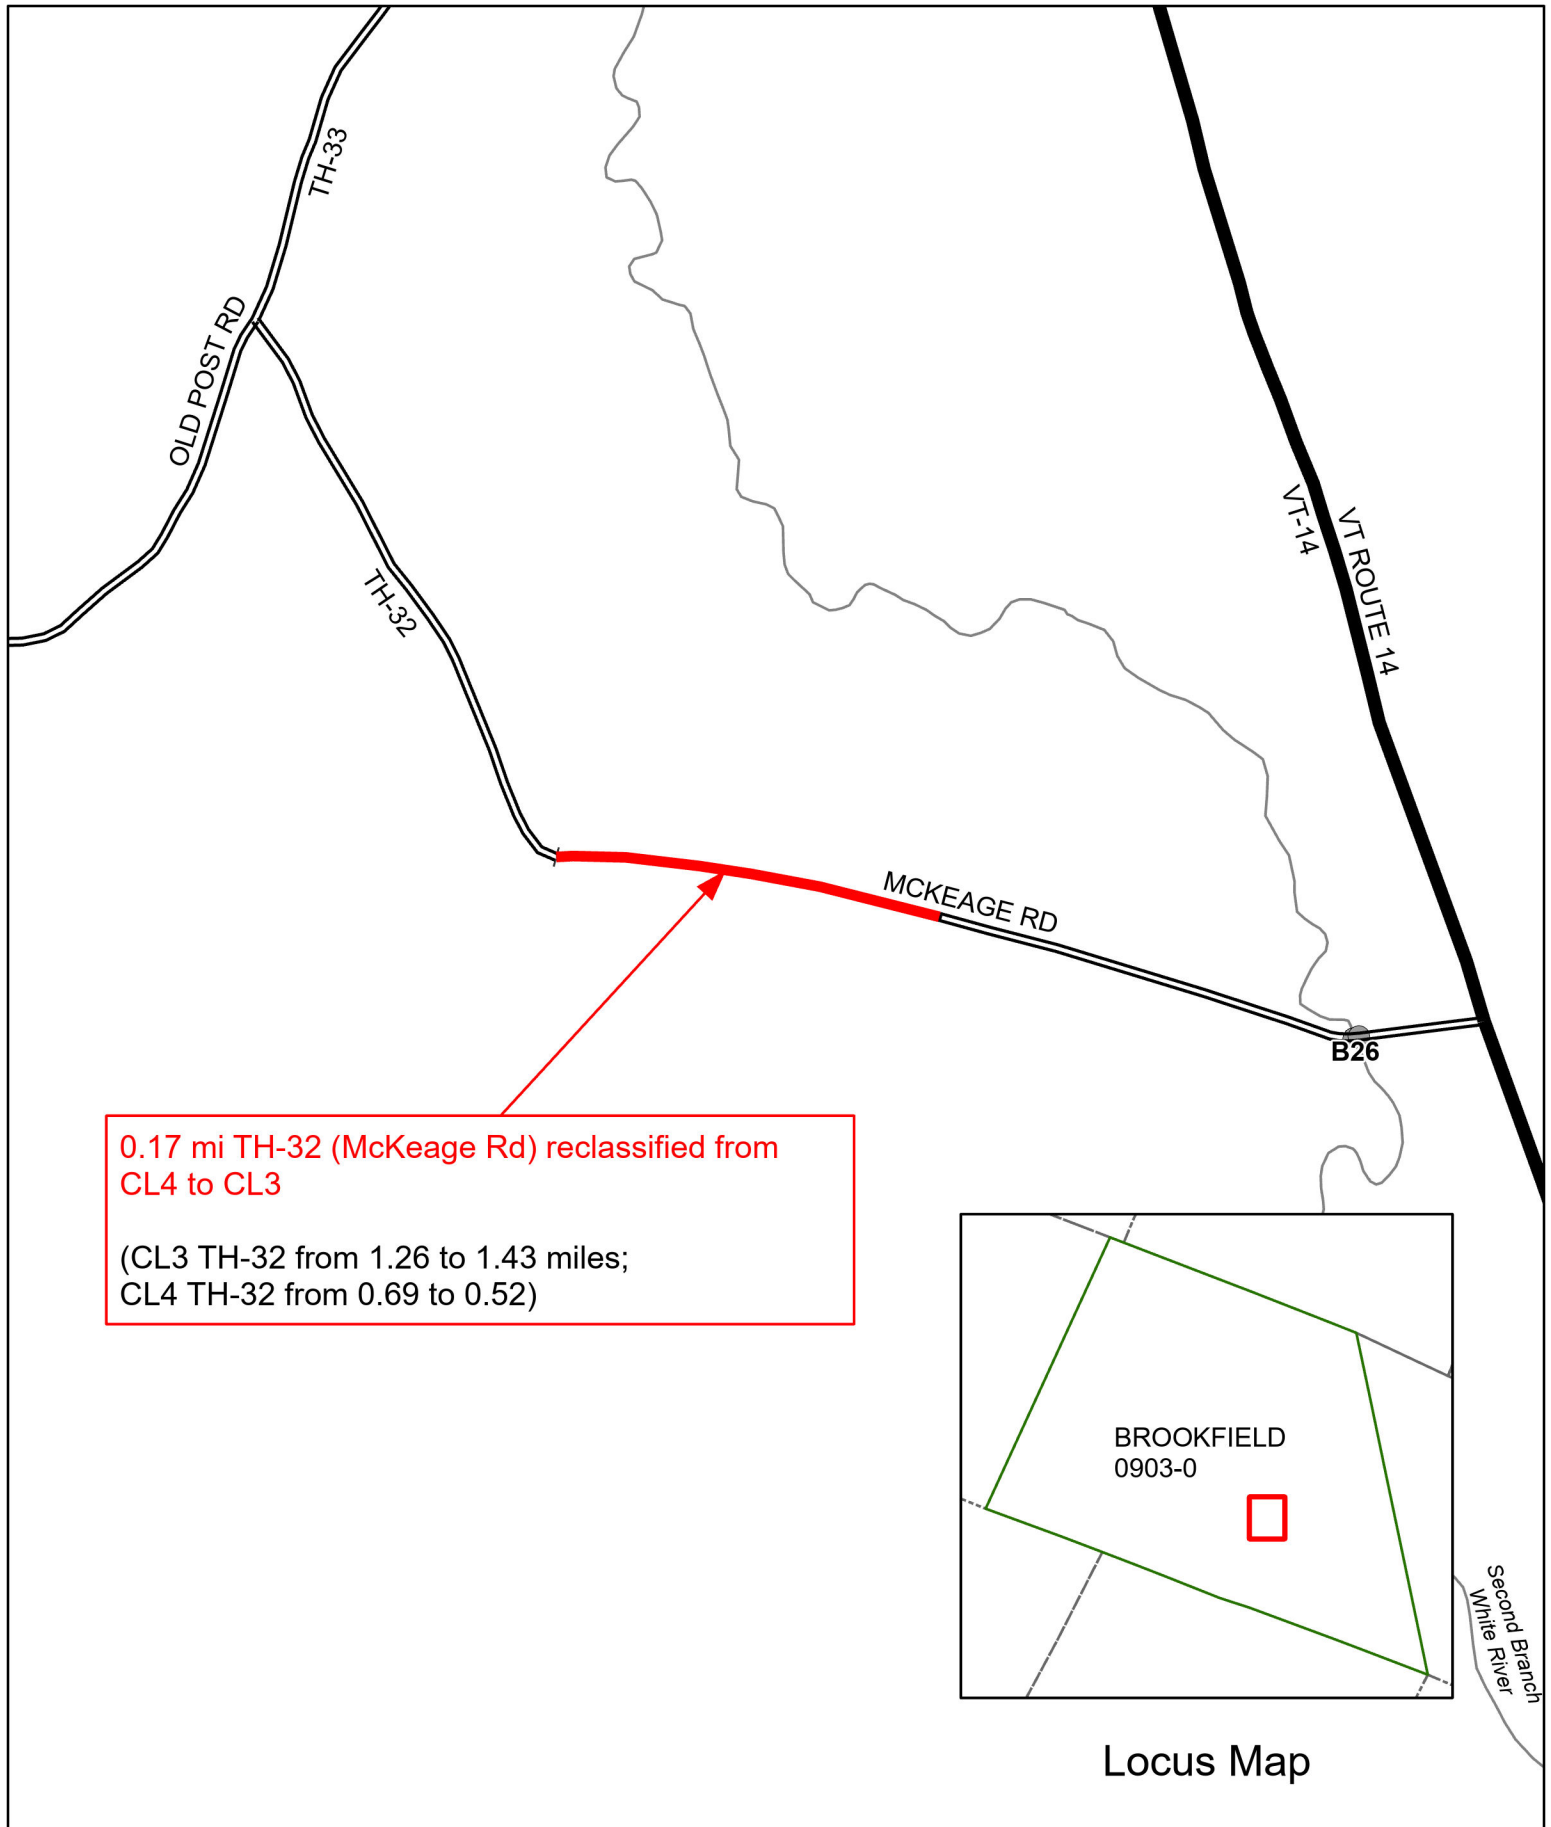 TH-33
OLD POST RD
TH-32
VT-14
VT ROUTE 14
MCKEAGE RD
B26
0.17 mi TH-32 (McKeage Rd) reclassified from
CL4 to CL3
(CL3 TH-32 from 1.26 to 1.43 miles;
CL4 TH-32 from 0.69 to 0.52)
BROOKFIELD
0903-0
Second Branch
White River
Locus Map